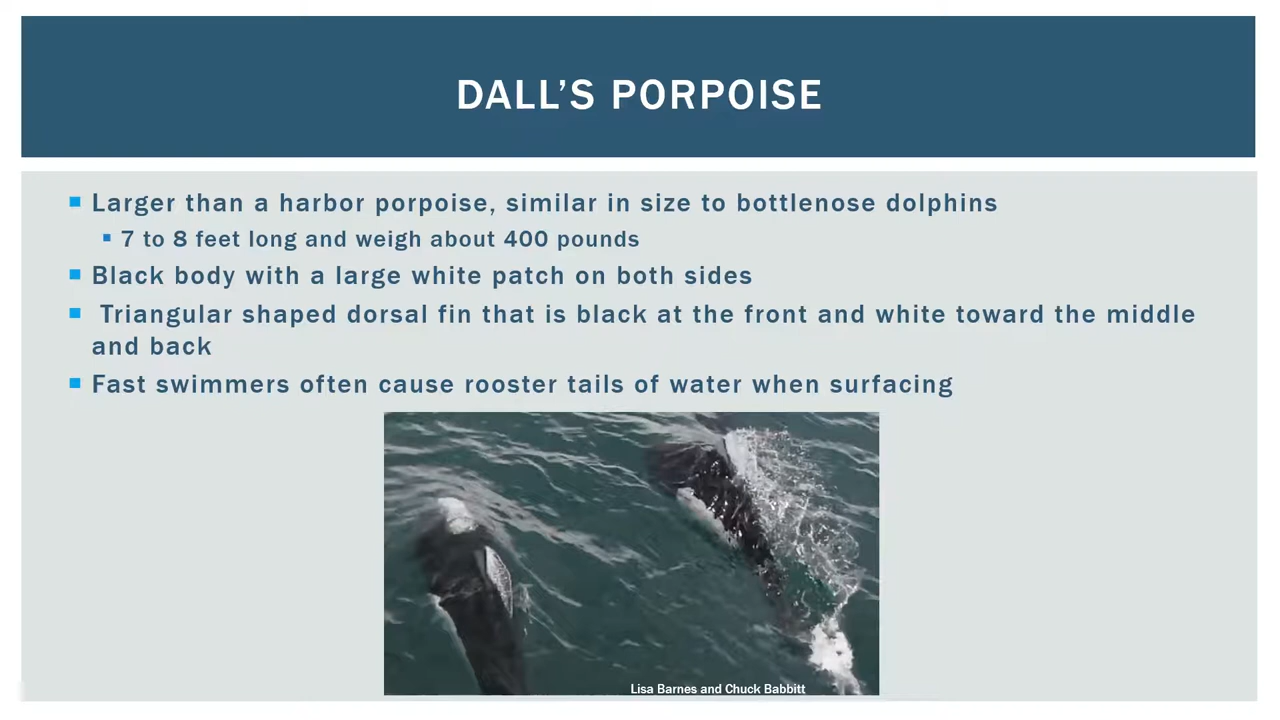 DALL'S PORPOISE
Larger than a harbor porpoise, similar in size to bottlenose dolphins
7 to 8 feet long and weigh about 400 pounds
Black body with a large white patch on both sides
Triangular shaped dorsal fin that is black at the front and white toward the middle
and back
Fast swimmers often cause rooster tails of water when surfacing
Lisa Barnes and Chuck Babbitt